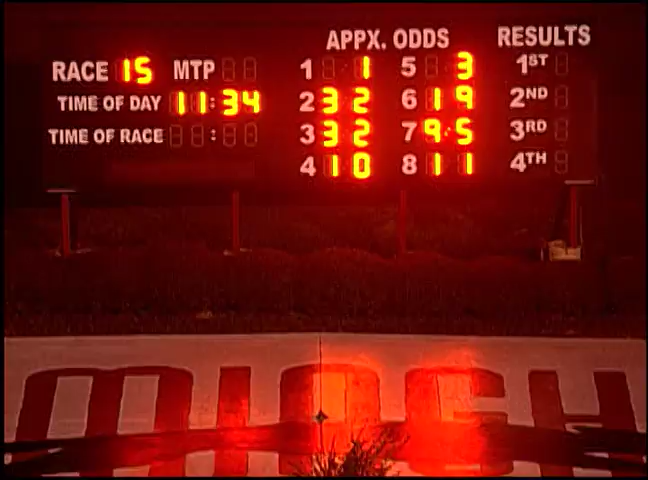 APPX. ODDS RESULTS
RACE 15 MTP 1 1 5 3 1ST
TIME OF DAY 11:34 2 32 6 19 2ND
TIME OF RACE : 3 32 7 9-5 3RD
4 10 8 11 4TH